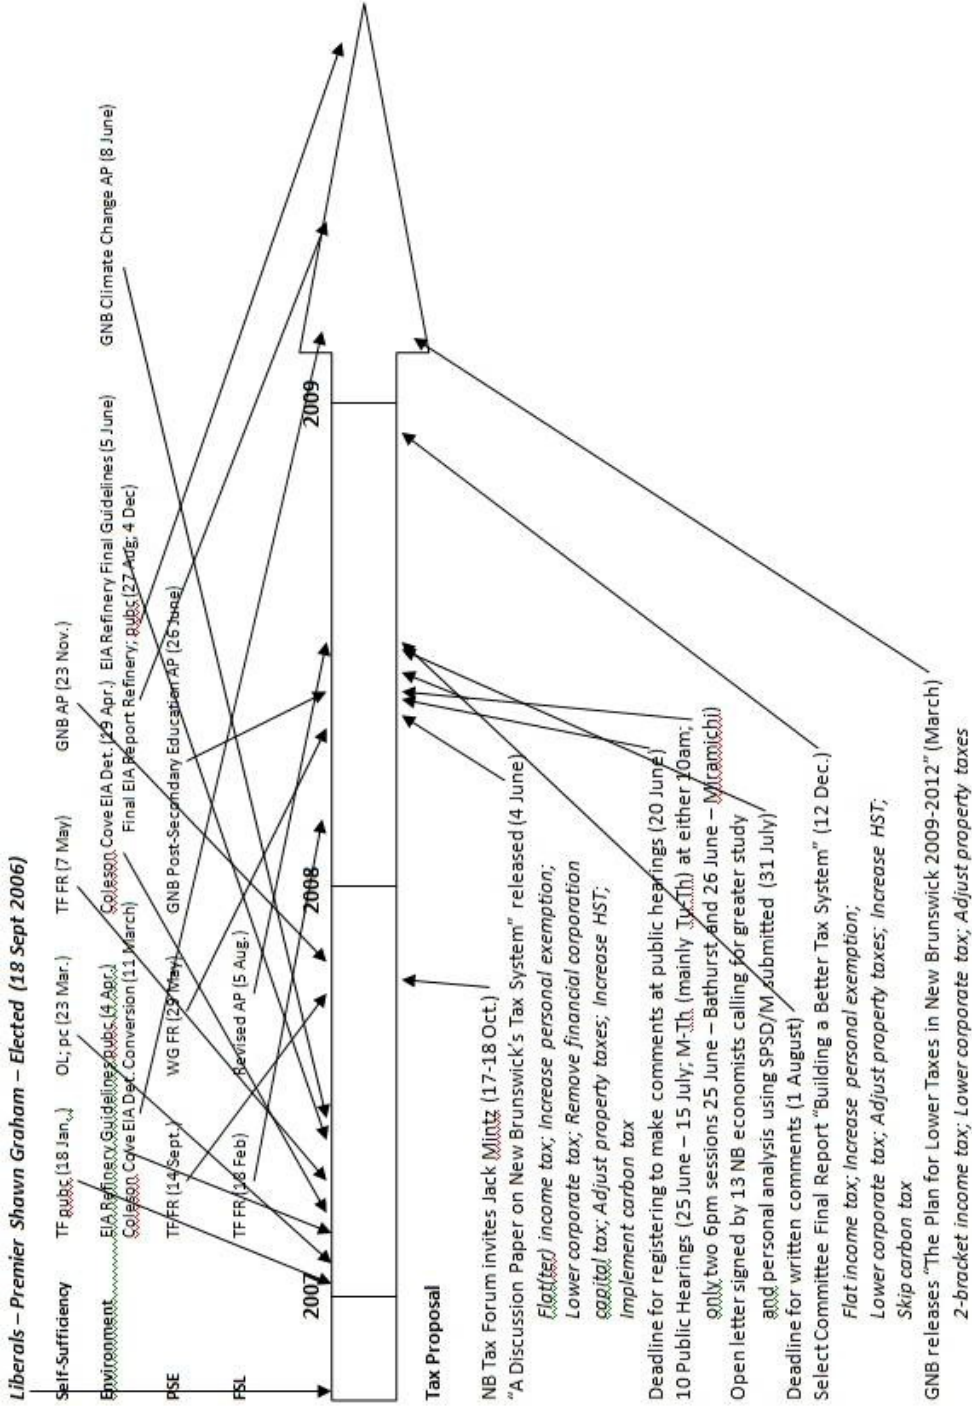 Liberals – Premier Shawn Graham – Elected (18 Sept 2006)
Self-Sufficiency TF pubc (18 Jan.,) OL; pc (23 Mar.) TF FR (7 May) GNB AP (23 Nov.)
Environment EIA Refinery Guidelines pubc (4 Apr.) Coleson Cove EIA Det. (29 Apr.) EIA Refinery Final Guidelines (5 June) GNB Climate Change AP (8 June)
Coleson Cove EIA Det. Conversion (11 March) Final EIA Report Refinery; pubc (27 Aug; 4 Dec)
PSE TF/FR (14 Sept.) WG FR (29 May) GNB Post-Secondary Education AP (26 June)
FSL TF FR (18 Feb) Revised AP (5 Aug.)
2007 2008 2009
Tax Proposal
NB Tax Forum invites Jack Mintz (17-18 Oct.)
“A Discussion Paper on New Brunswick’s Tax System” released (4 June)
Flat(ter) income tax; Increase personal exemption;
Lower corporate tax; Remove financial corporation
capital tax; Adjust property taxes; Increase HST;
Implement carbon tax
Deadline for registering to make comments at public hearings (20 June)
10 Public Hearings (25 June – 15 July; M-Th (mainly Tu-Th) at either 10am;
only two 6pm sessions 25 June – Bathurst and 26 June – Miramichi)
Open letter signed by 13 NB economists calling for greater study
and personal analysis using SPSD/M submitted (31 July)
Deadline for written comments (1 August)
Select Committee Final Report “Building a Better Tax System” (12 Dec.)
Flat income tax; Increase personal exemption;
Lower corporate tax; Adjust property taxes; Increase HST;
Skip carbon tax
GNB releases “The Plan for Lower Taxes in New Brunswick 2009-2012” (March)
2-bracket income tax; Lower corporate tax; Adjust property taxes